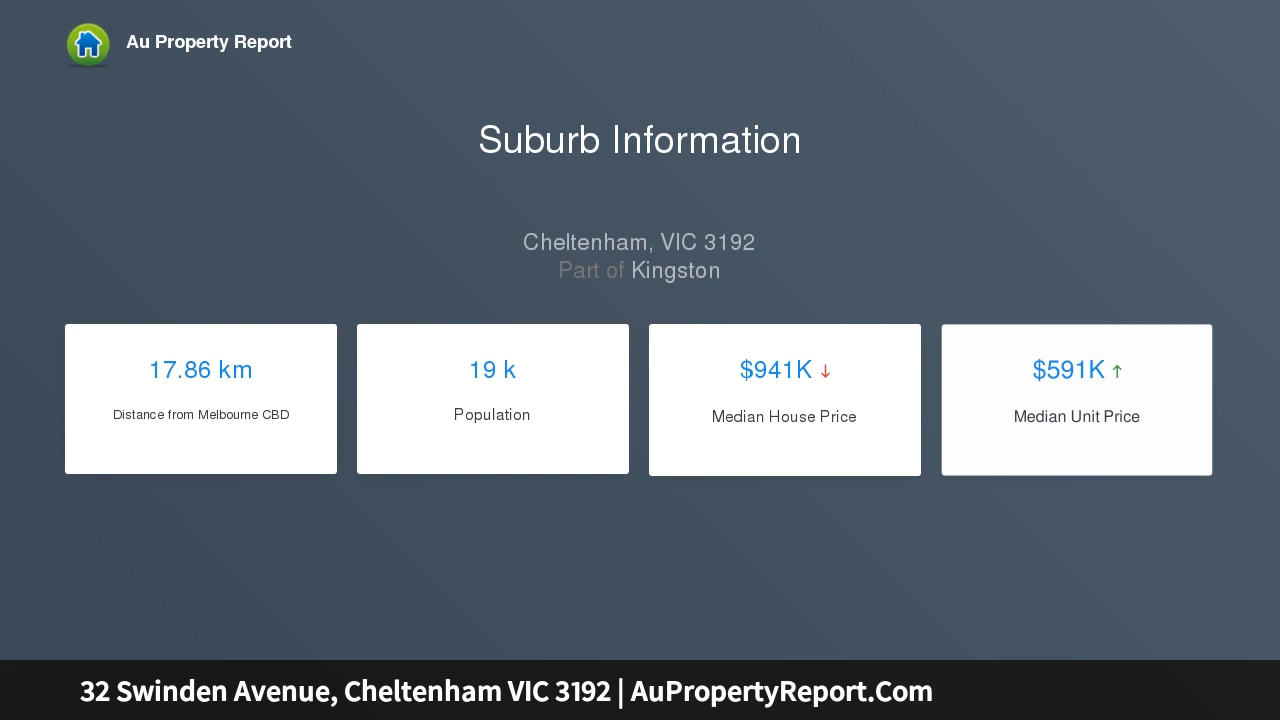 Au Property Report
Suburb Information
Cheltenham, VIC 3192
Part of Kingston
17.86 km
Distance from Melbourne CBD
19 k
Population
$941K ↓
Median House Price
$591K ↑
Median Unit Price
32 Swinden Avenue, Cheltenham VIC 3192 | AuPropertyReport.Com